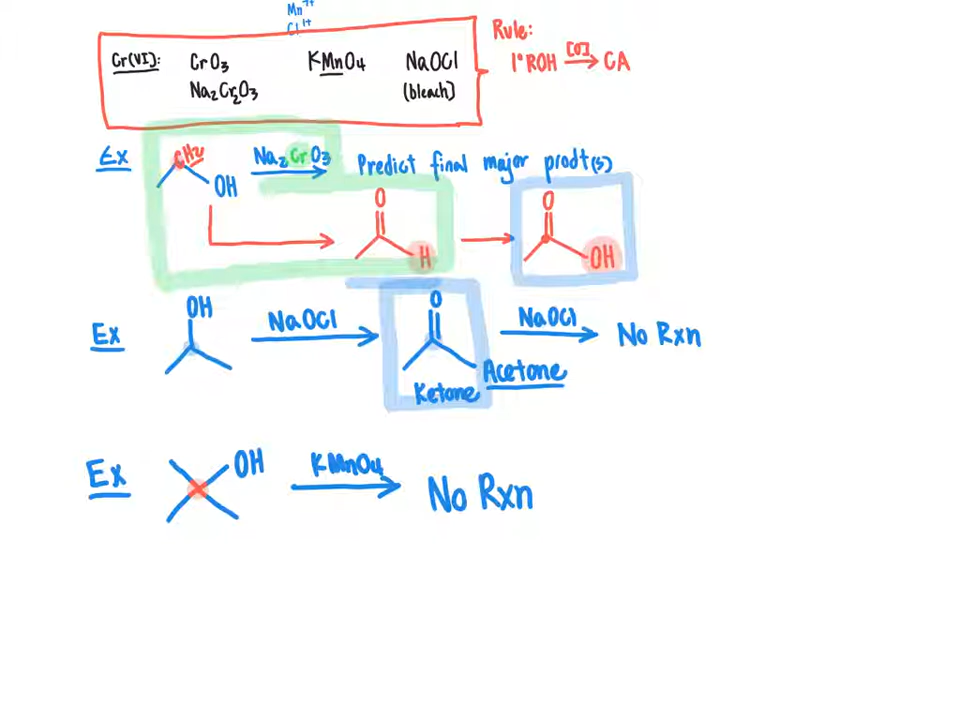 Mn⁷⁺
Cl¹⁺
Rule:
Cr(VI): CrO₃ KMnO₄ NaOCl
1° ROH [O] → CA
Na₂Cr₂O₃ (bleach)
Ex CH₂ OH Na₂CrO₃ → Predict final major prodt(s)
O H → O OH
Ex OH NaOCl → O NaOCl → No Rxn
Acetone
Ketone
Ex OH KMnO₄ → No Rxn